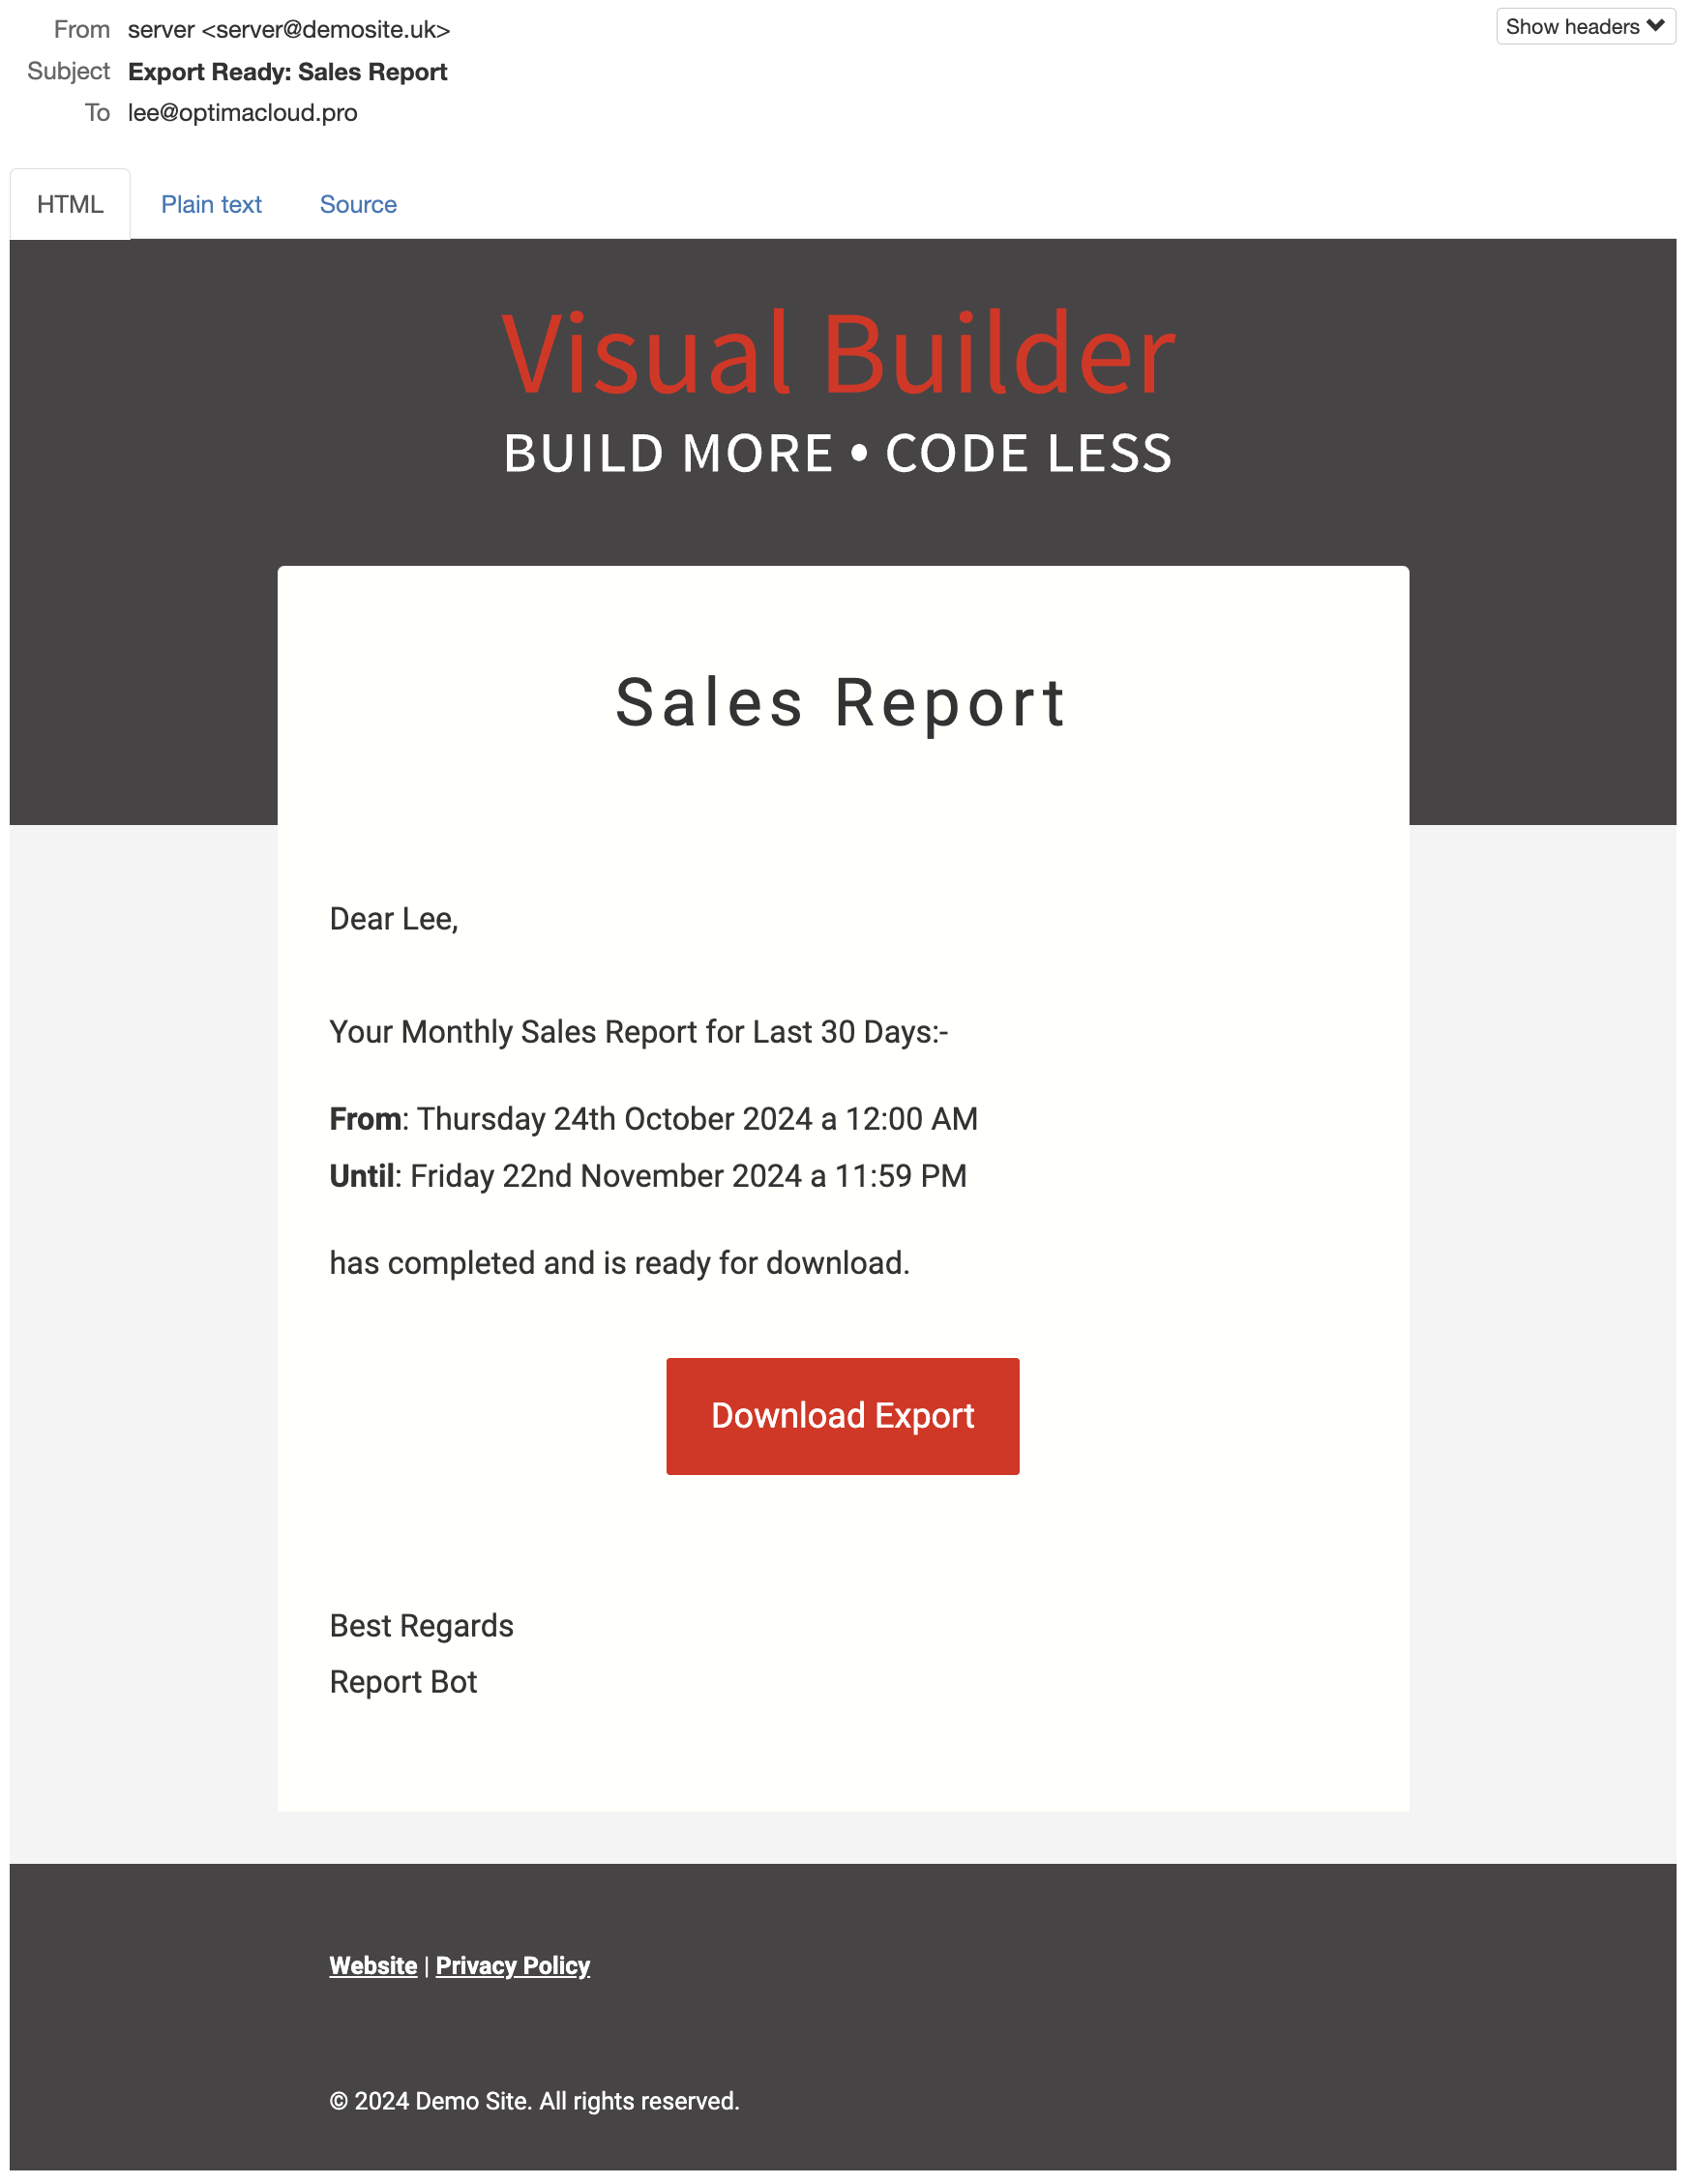 From server <server@demosite.uk>
Show headers
Subject Export Ready: Sales Report
To lee@optimacloud.pro
HTML Plain text Source
Visual Builder
BUILD MORE • CODE LESS
Sales Report
Dear Lee,
Your Monthly Sales Report for Last 30 Days:-
From: Thursday 24th October 2024 a 12:00 AM
Until: Friday 22nd November 2024 a 11:59 PM
has completed and is ready for download.
Download Export
Best Regards
Report Bot
Website | Privacy Policy
© 2024 Demo Site. All rights reserved.